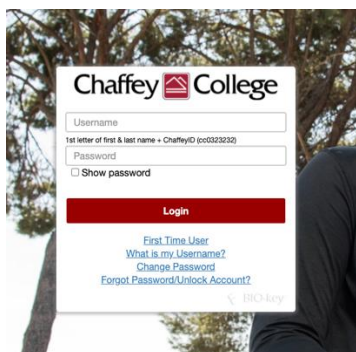 Chaffey College
Username
1st letter of first & last name + ChaffeyID (cc0323232)
Password
Show password
Login
First Time User
What is my Username?
Change Password
Forgot Password/Unlock Account?
BIO-key